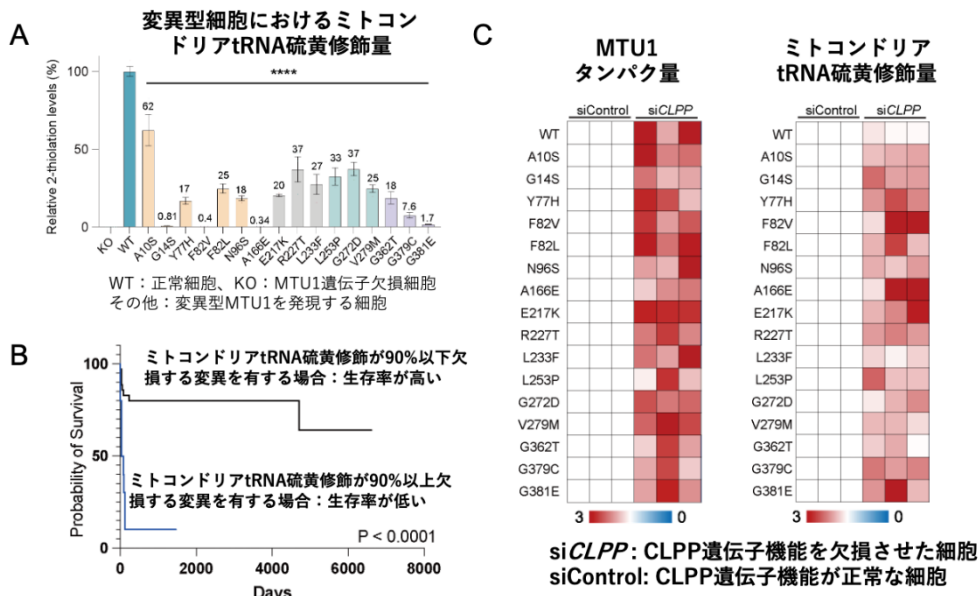 A
変異型細胞におけるミトコン
ドリアtRNA硫黄修飾量
Relative 2-thiolation levels (%)
100
50
0
****
62
0.81
17
0.4
25
18
0.34
20
37
27
33
37
25
18
7.6
1.7
KO
WT
A10S
G14S
Y77H
F82V
F82L
N96S
A166E
E217K
R227T
L233F
L253P
G272D
V279M
G362T
G379C
G381E
WT：正常細胞、KO：MTU1遺伝子欠損細胞
その他：変異型MTU1を発現する細胞
B
Probability of Survival
100
50
0
ミトコンドリアtRNA硫黄修飾が90%以下欠
損する変異を有する場合：生存率が高い
ミトコンドリアtRNA硫黄修飾が90%以上欠
損する変異を有する場合：生存率が低い
P < 0.0001
0 2000 4000 6000 8000
Days
C
MTU1
タンパク量
siControl siCLPP
WT
A10S
G14S
Y77H
F82V
F82L
N96S
A166E
E217K
R227T
L233F
L253P
G272D
V279M
G362T
G379C
G381E
3 0
ミトコンドリア
tRNA硫黄修飾量
siControl siCLPP
WT
A10S
G14S
Y77H
F82V
F82L
N96S
A166E
E217K
R227T
L233F
L253P
G272D
V279M
G362T
G379C
G381E
3 0
siCLPP：CLPP遺伝子機能を欠損させた細胞
siControl: CLPP遺伝子機能が正常な細胞